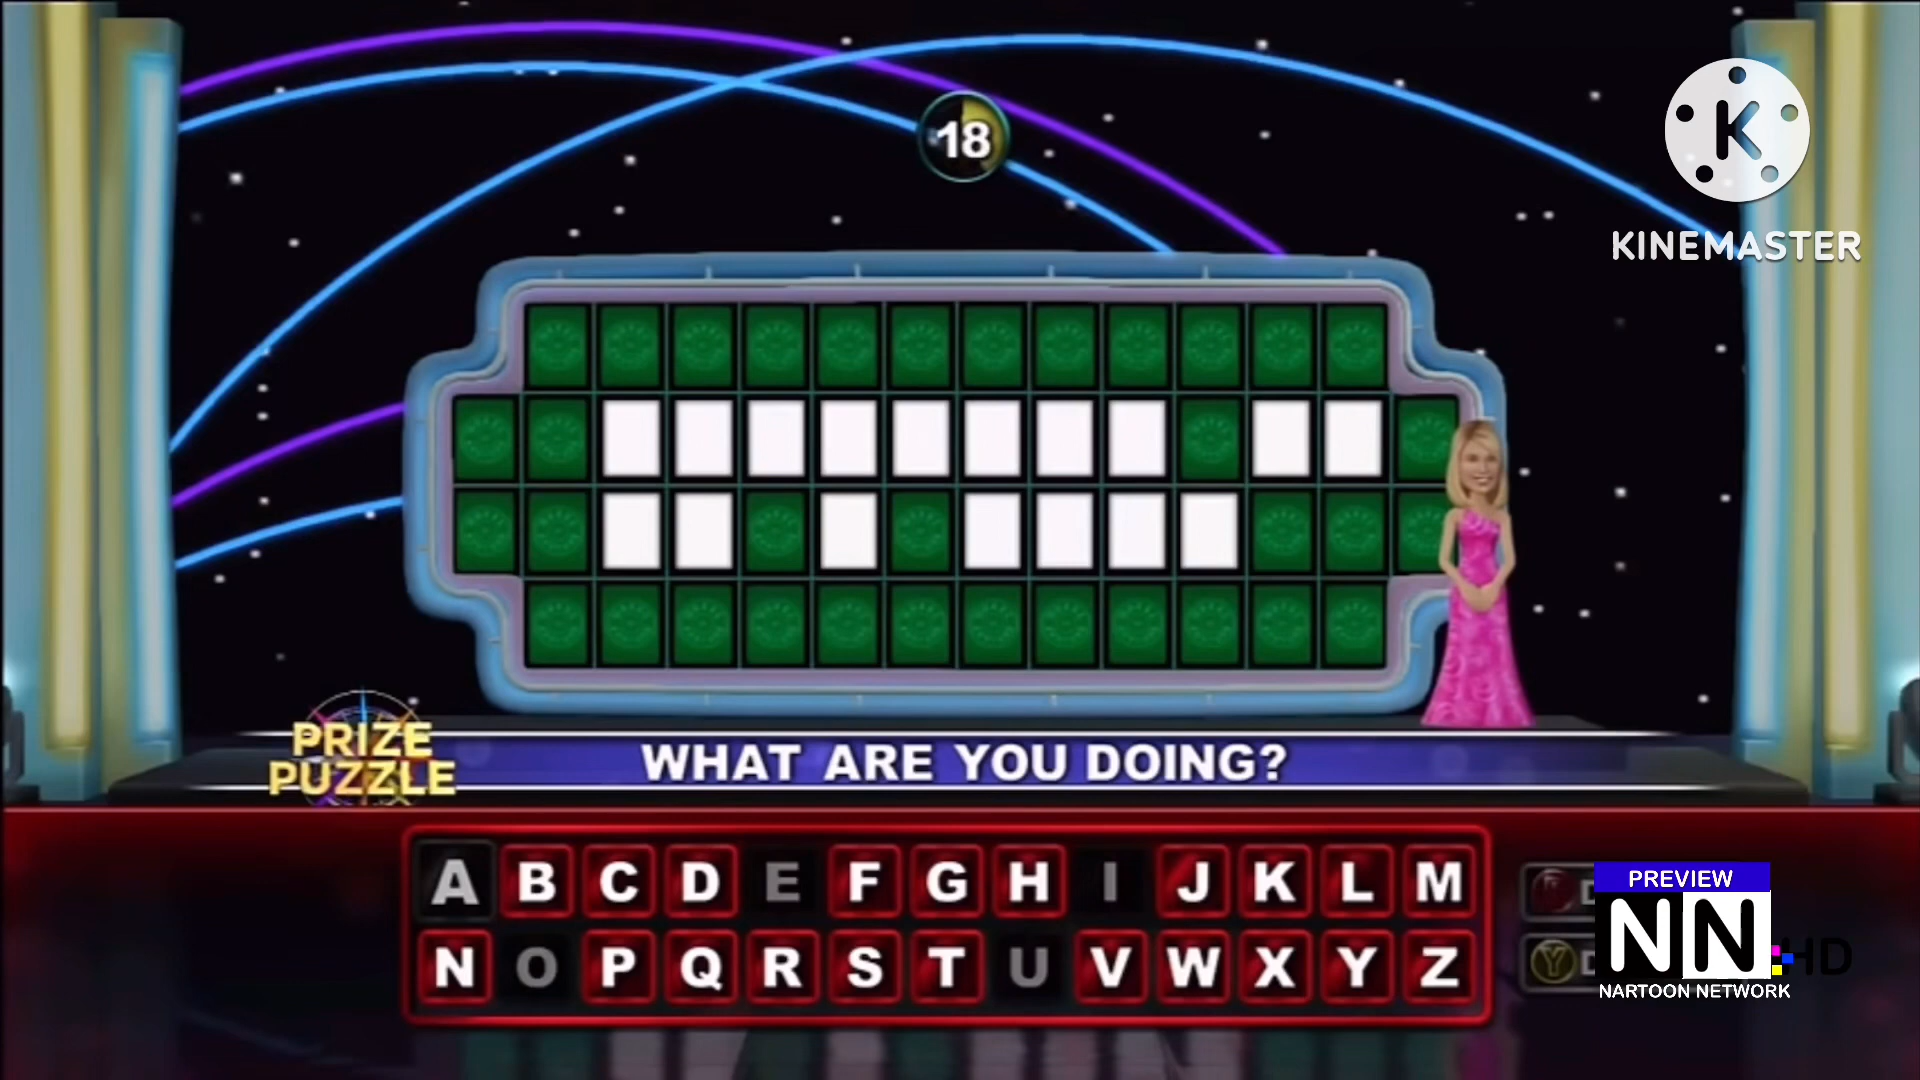 18
K
KINEMASTER
PRIZE
PUZZLE
WHAT ARE YOU DOING?
A B C D E F G H I J K L M
N O P Q R S T U V W X Y Z
D
Y D
PREVIEW
NN HD
NARTOON NETWORK